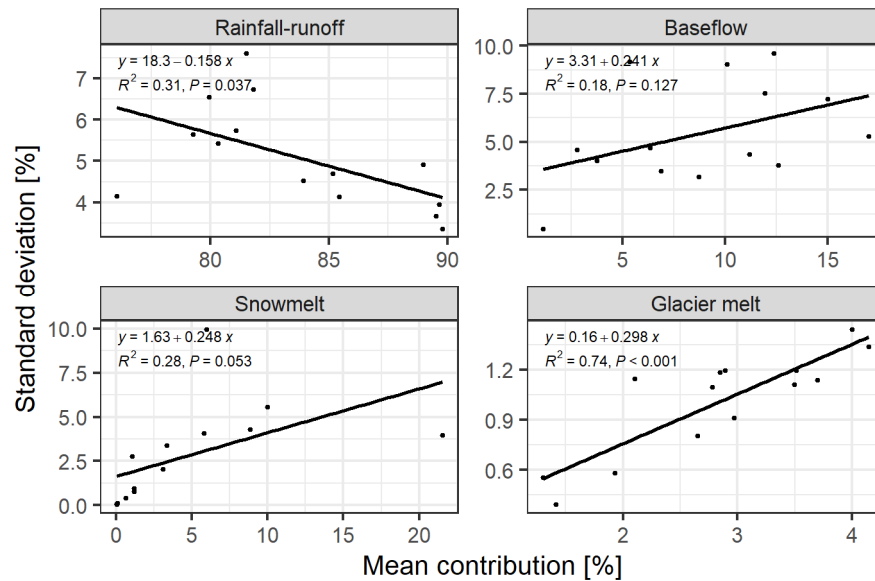 Rainfall-runoff
y = 18.3 − 0.158 x
R² = 0.31, P = 0.037
7
6
5
4
80 85 90
Baseflow
y = 3.31 + 0.241 x
R² = 0.18, P = 0.127
10.0
7.5
5.0
2.5
5 10 15
Snowmelt
y = 1.63 + 0.248 x
R² = 0.28, P = 0.053
10.0
7.5
5.0
2.5
0.0
0 5 10 15 20
Glacier melt
y = 0.16 + 0.298 x
R² = 0.74, P < 0.001
1.2
0.9
0.6
2 3 4
Standard deviation [%]
Mean contribution [%]